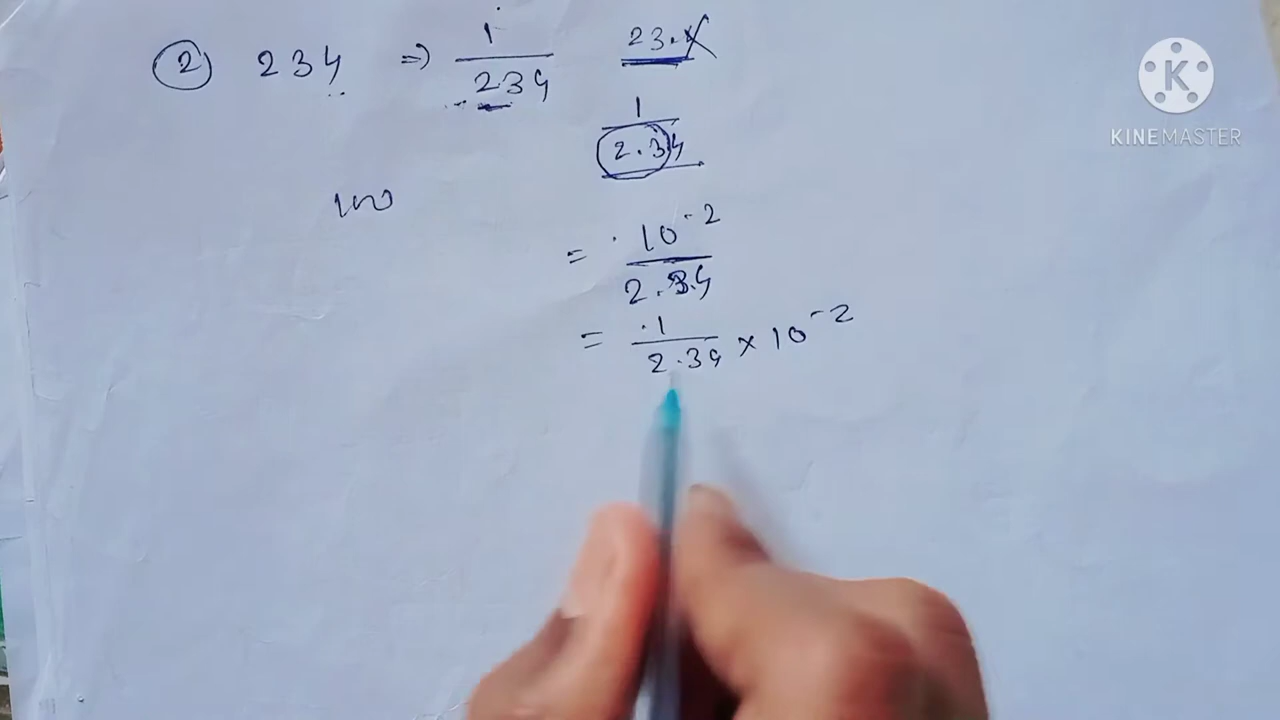 ② 234 ⇒ 1/234 23.4
1/2.34
100
= 10⁻²/2.34
= ·1/2.34 × 10⁻²
K
KINEMASTER